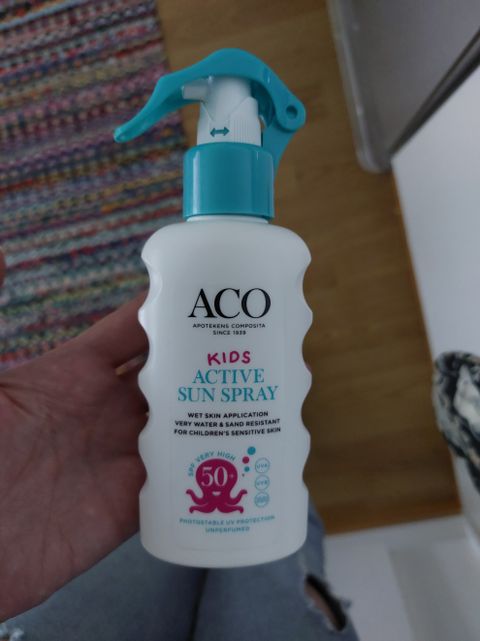 ACO
APOTEKENS COMPOSITA
SINCE 1939
KIDS
ACTIVE
SUN SPRAY
WET SKIN APPLICATION
VERY WATER & SAND RESISTANT
FOR CHILDREN'S SENSITIVE SKIN
SPF VERY HIGH
50+
UVA
UVB
PHOTOSTABLE UV PROTECTION
UNPERFUMED